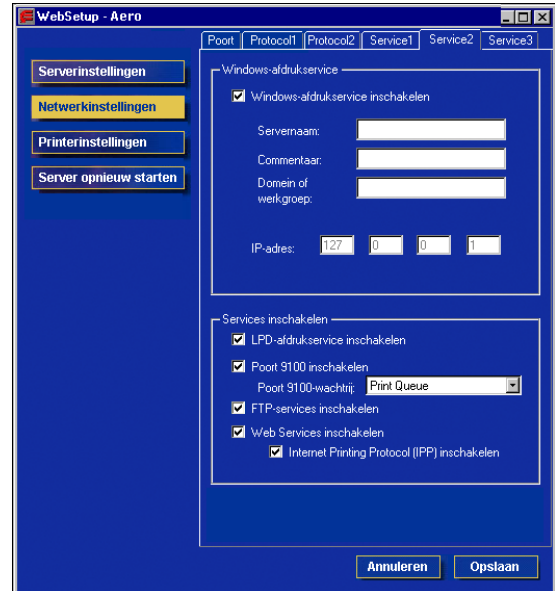 WebSetup - Aero
Poort Protocol1 Protocol2 Service1 Service2 Service3
Serverinstellingen
Netwerkinstellingen
Printerinstellingen
Server opnieuw starten
Windows-afdrukservice
Windows-afdrukservice inschakelen
Servernaam:
Commentaar:
Domein of
werkgroep:
IP-adres: 127 0 0 1
Services inschakelen
LPD-afdrukservice inschakelen
Poort 9100 inschakelen
Poort 9100-wachtrij: Print Queue
FTP-services inschakelen
Web Services inschakelen
Internet Printing Protocol (IPP) inschakelen
Annuleren Opslaan